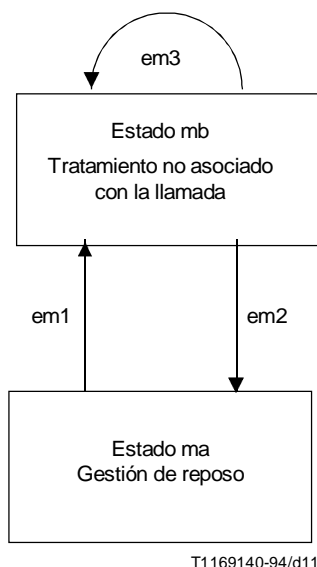 em3
Estado mb
Tratamiento no asociado
con la llamada
em1
em2
Estado ma
Gestión de reposo
T1169140-94/d11